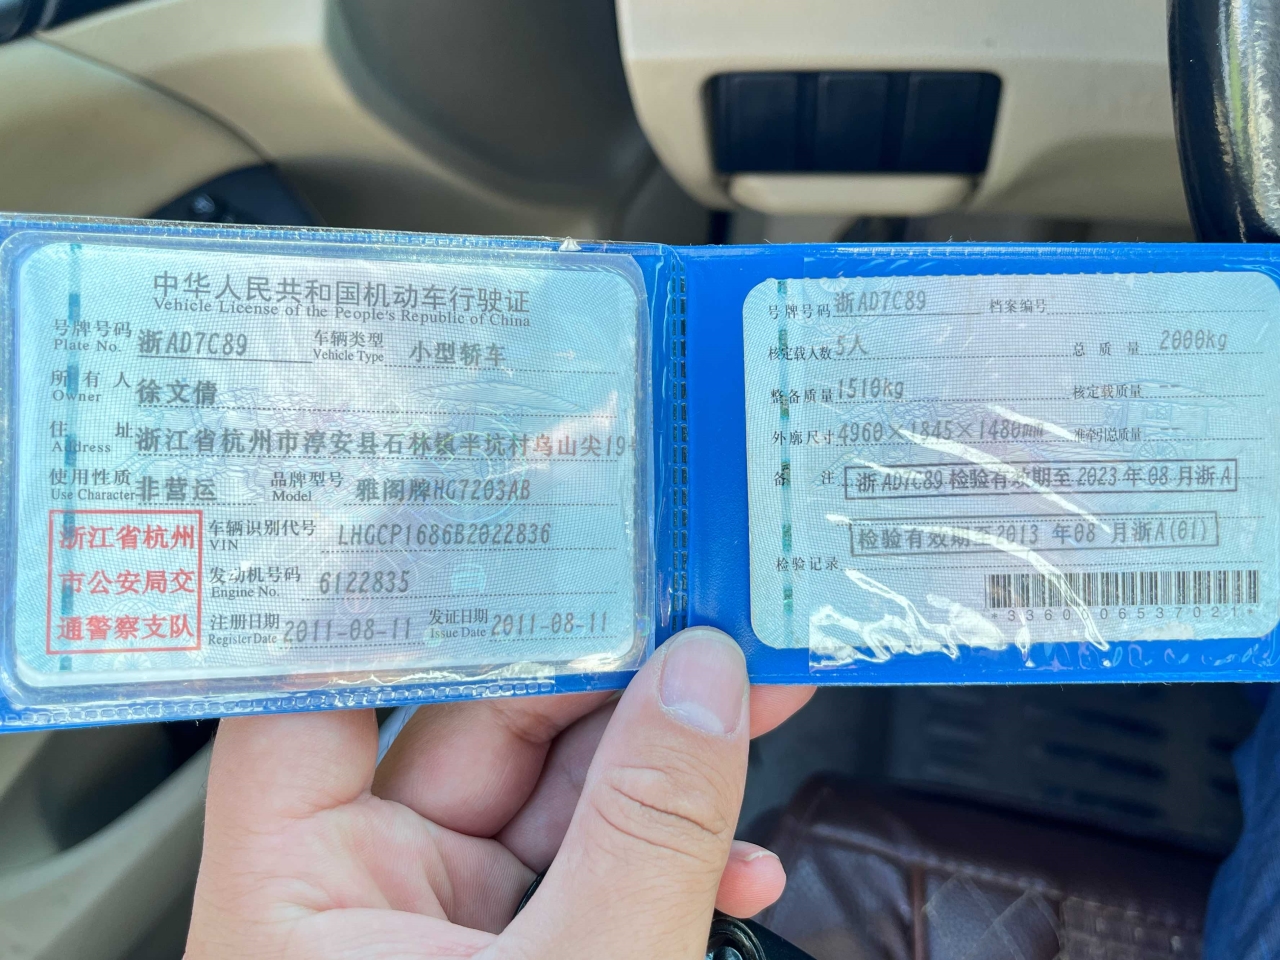 中华人民共和国机动车行驶证
Vehicle License of the People's Republic of China
号牌号码 浙AD7C89 车辆类型 小型轿车
Plate No. Vehicle Type
所有人 徐文倩
Owner
住址 浙江省杭州市淳安县石林镇半坑村乌山尖19
Address
使用性质 非营运 品牌型号 雅阁牌HG7203AB
Use Character Model
浙江省杭州
市公安局交
通警察支队
车辆识别代号 LHGCP1686B2022836
VIN
发动机号码 6122835
Engine No.
注册日期 2011-08-11 发证日期 2011-08-11
Register Date Issue Date
号牌号码 浙AD7C89 档案编号
核定载人数 5人 总质量 2000kg
整备质量 1510kg 核定载质量 --
外廓尺寸 4960×1845×1480mm 准牵引总质量 --
备注 浙AD7C89 检验有效期至2023年08月浙A
检验有效期至2013年08月浙A(01)
检验记录
*3360006537021*